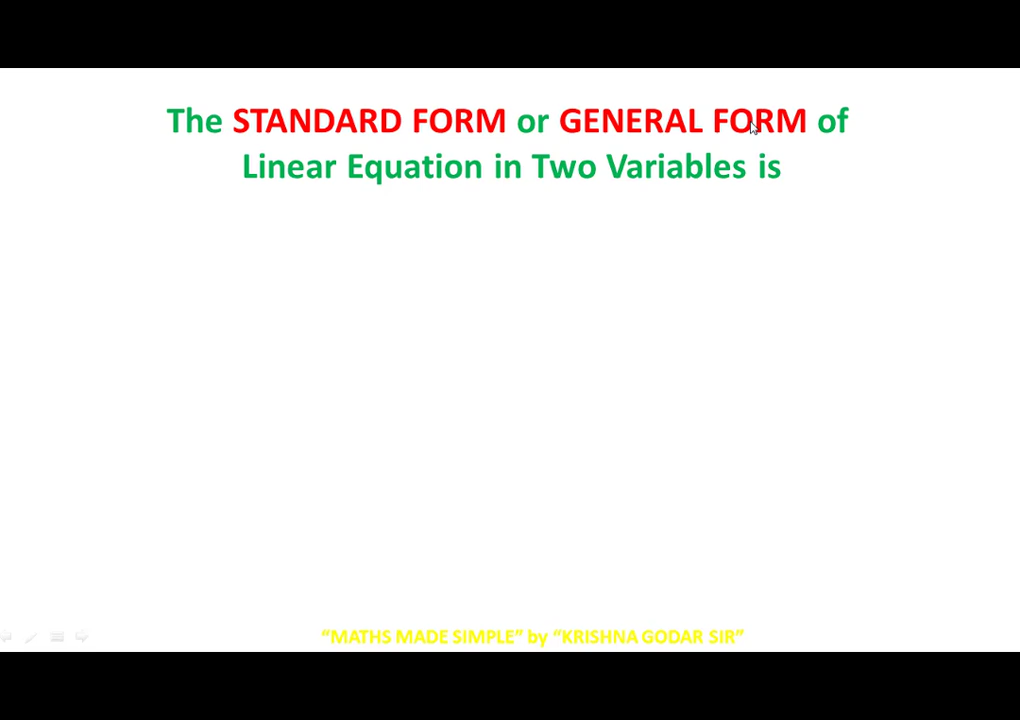 The STANDARD FORM or GENERAL FORM of
Linear Equation in Two Variables is
“MATHS MADE SIMPLE” by “KRISHNA GODAR SIR”